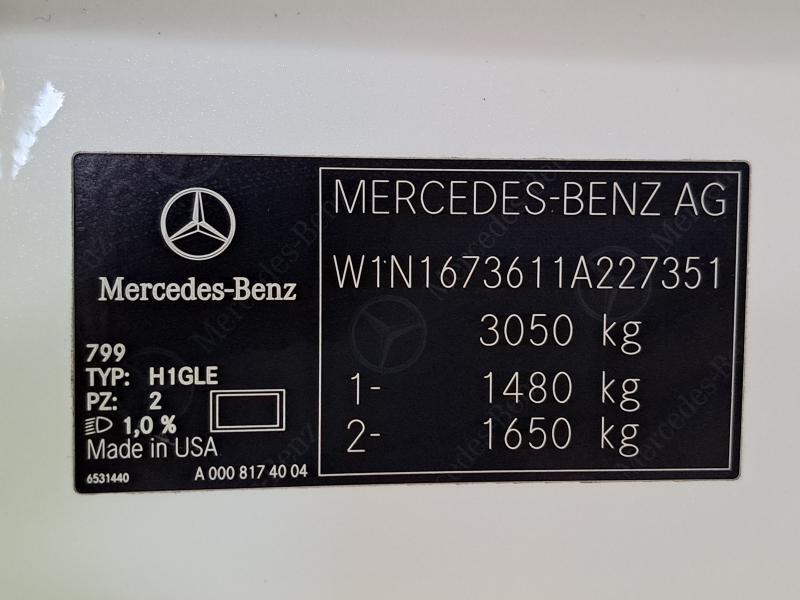 Mercedes-Benz
799
TYP: H1GLE
PZ: 2
1,0 %
Made in USA
6531440
A 000 817 40 04
MERCEDES-BENZ AG
W1N1673611A227351
3050 kg
1- 1480 kg
2- 1650 kg